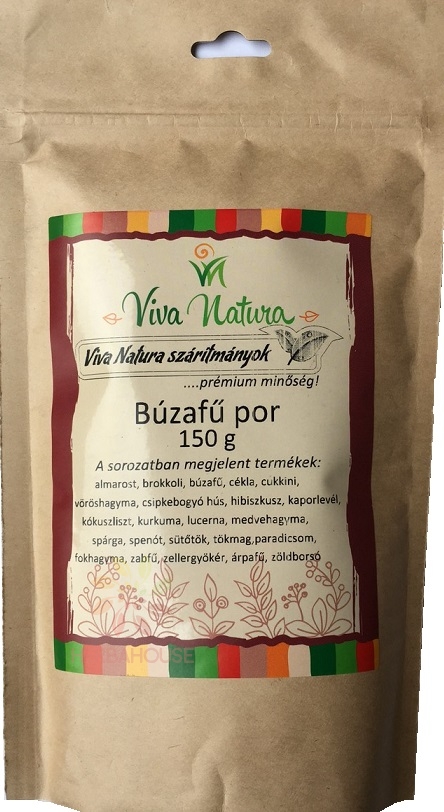 Viva Natura
Viva Natura szárítmányok
....prémium minőség!
Búzafű por
150 g
A sorozatban megjelent termékek:
almarost, brokkoli, búzafű, cékla, cukkini,
vöröshagyma, csipkebogyó hús, hibiszkusz, kaporlevél,
kókuszliszt, kurkuma, lucerna, medvehagyma,
spárga, spenót, sütőtök, tökmag,paradicsom,
fokhagyma, zabfű, zellergyökér, árpafű, zöldborsó
BAHOUSE